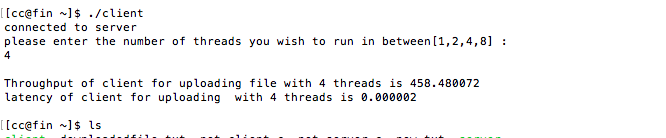 [[cc@fin ~]$ ./client
connected to server
please enter the number of threads you wish to run in between[1,2,4,8] :
4
Throughput of client for uploading file with 4 threads is 458.480072
latency of client for uploading  with 4 threads is 0.000002
[[cc@fin ~]$ ls